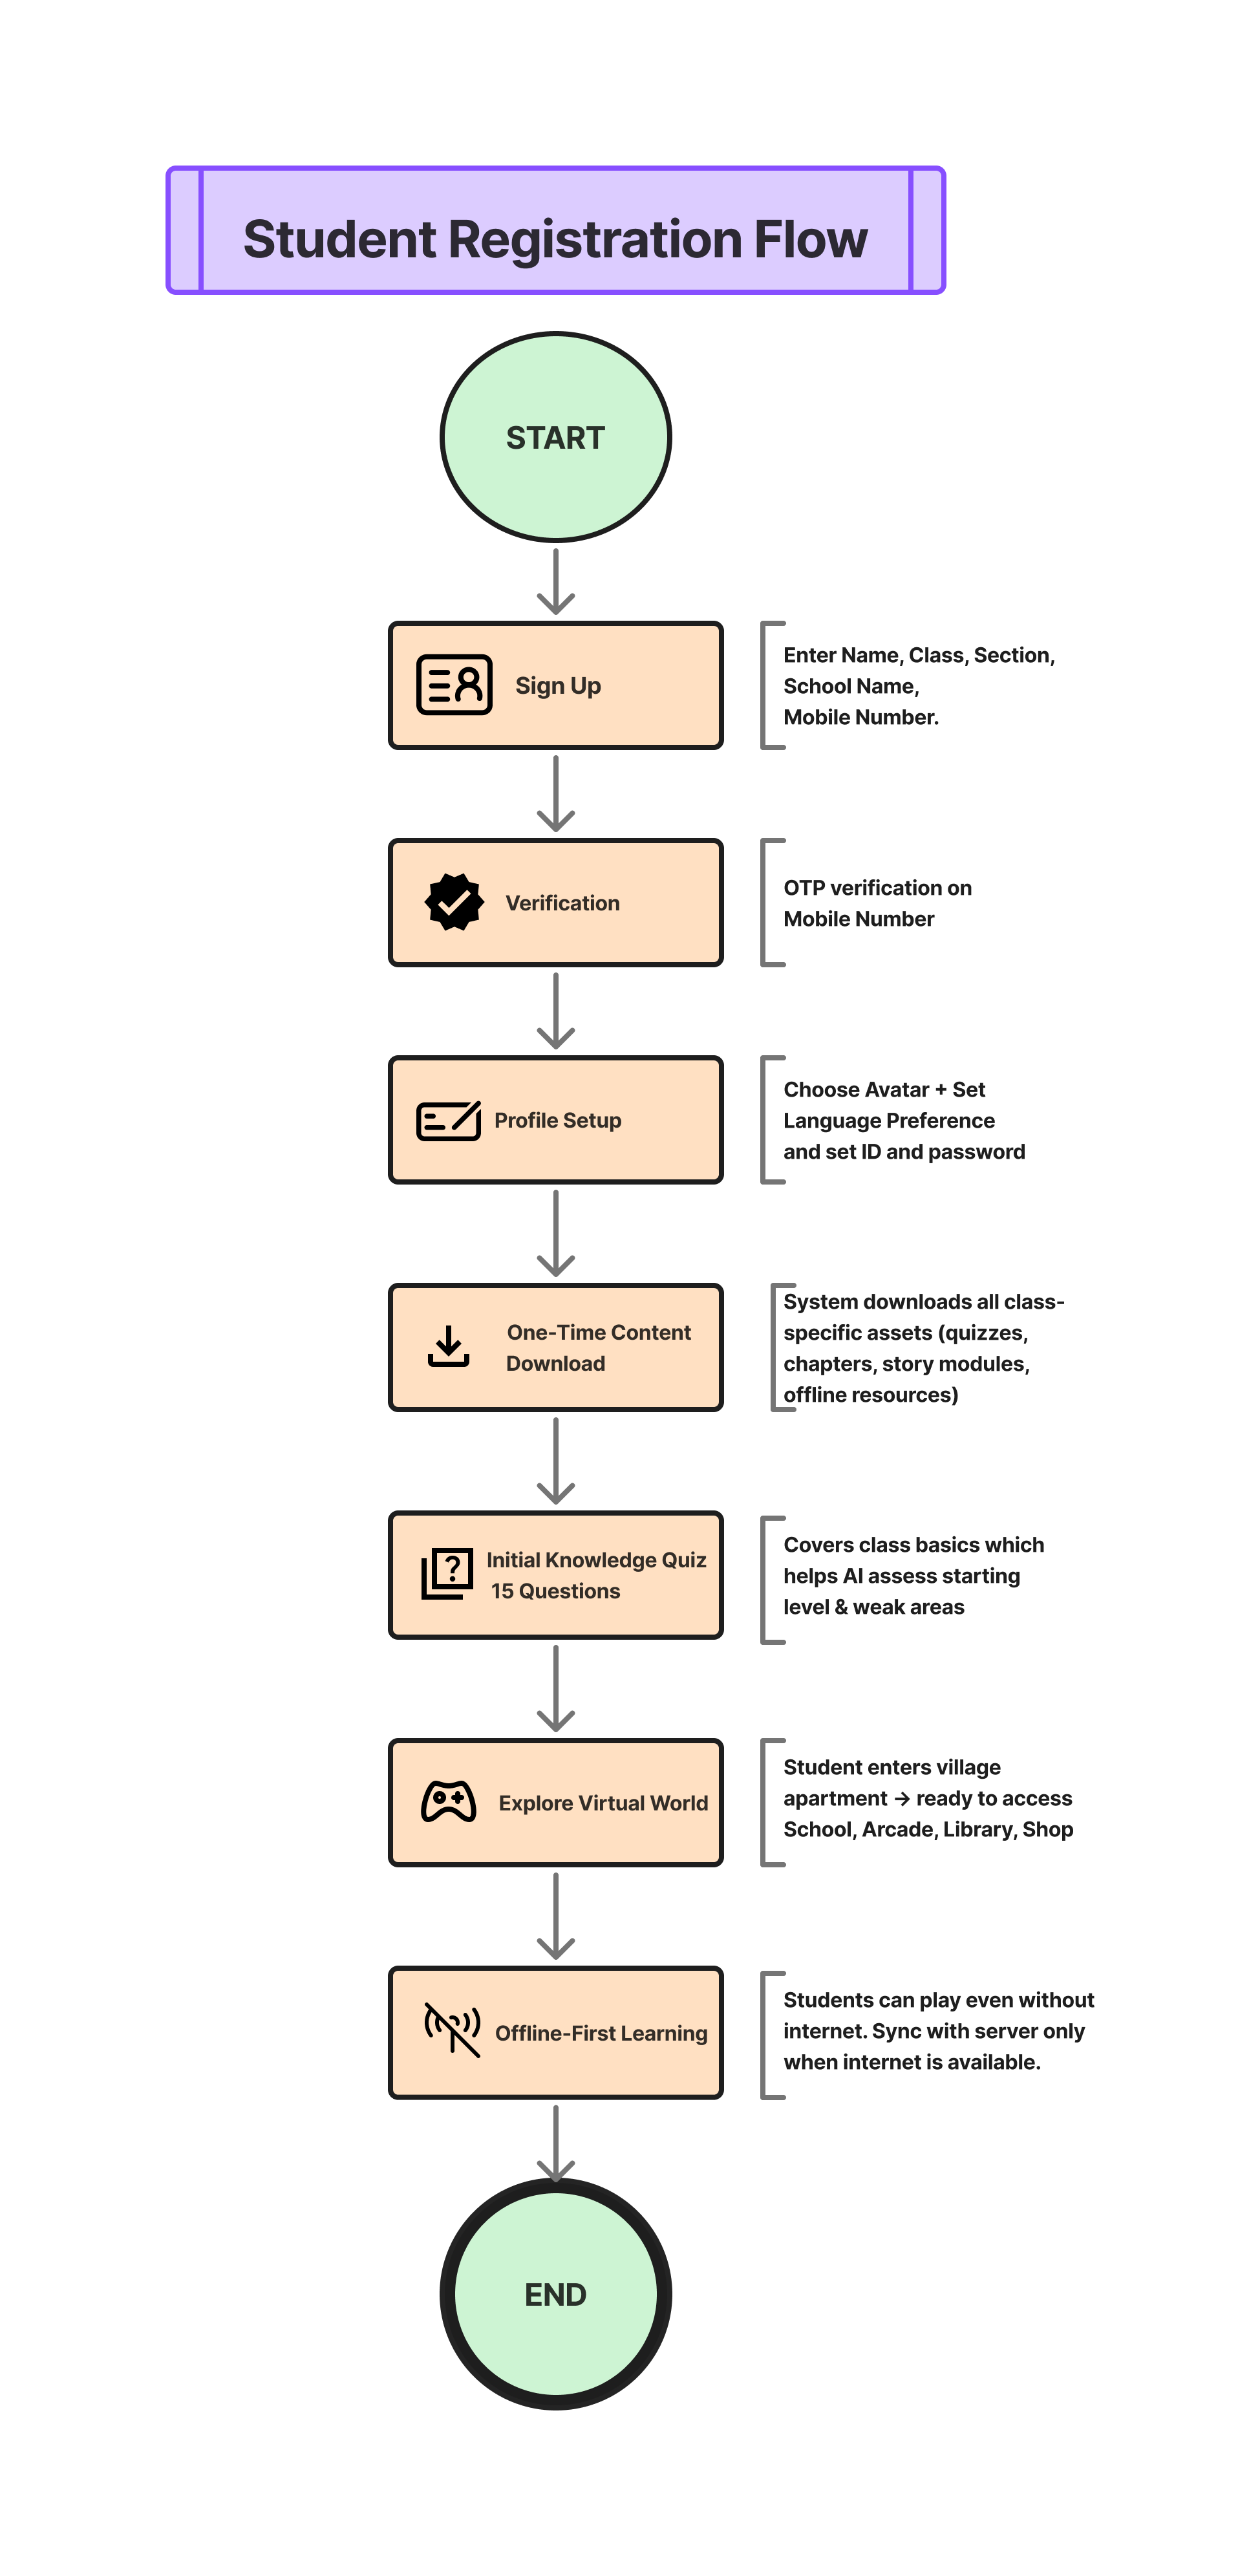 Student Registration Flow
START
Sign Up
Enter Name, Class, Section,
School Name,
Mobile Number.
Verification
OTP verification on
Mobile Number
Profile Setup
Choose Avatar + Set
Language Preference
and set ID and password
One-Time Content
Download
System downloads all class-
specific assets (quizzes,
chapters, story modules,
offline resources)
Initial Knowledge Quiz
15 Questions
Covers class basics which
helps AI assess starting
level & weak areas
Explore Virtual World
Student enters village
apartment → ready to access
School, Arcade, Library, Shop
Offline-First Learning
Students can play even without
internet. Sync with server only
when internet is available.
END